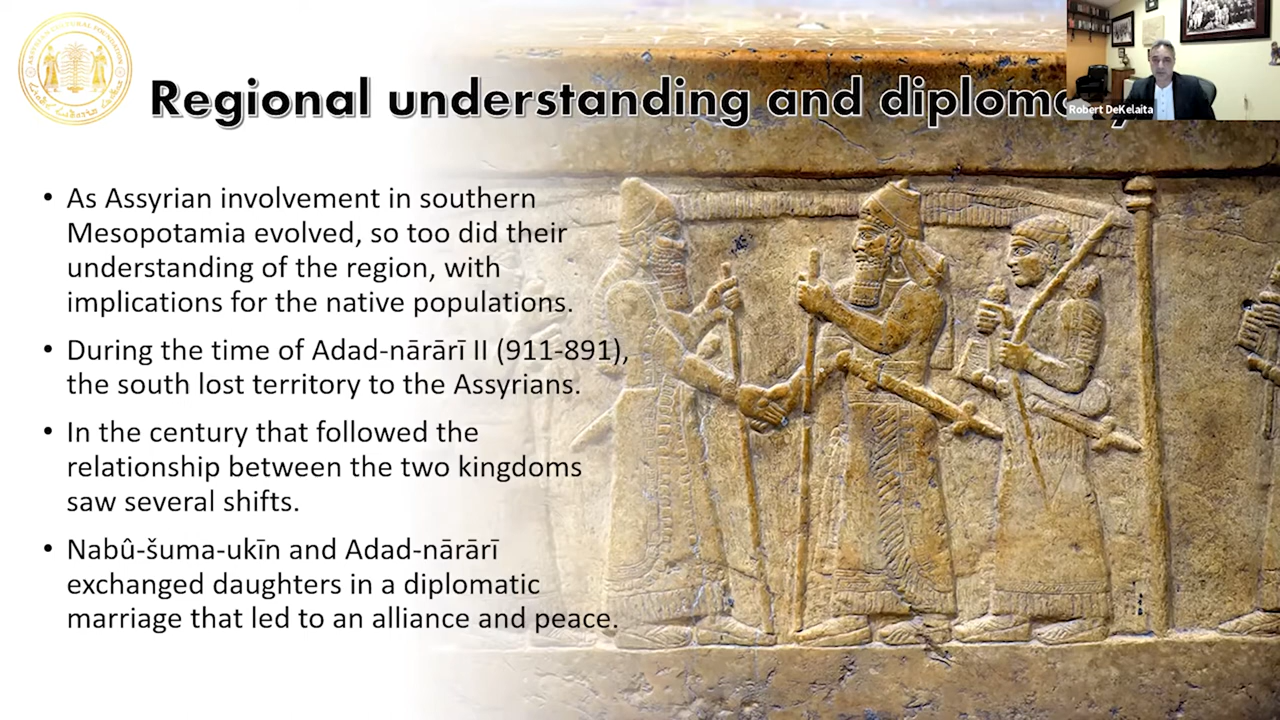 Regional understanding and diplomacy
Robert DeKelaita
• As Assyrian involvement in southern
Mesopotamia evolved, so too did their
understanding of the region, with
implications for the native populations.
• During the time of Adad-nārārī II (911-891),
the south lost territory to the Assyrians.
• In the century that followed the
relationship between the two kingdoms
saw several shifts.
• Nabû-šuma-ukīn and Adad-nārārī
exchanged daughters in a diplomatic
marriage that led to an alliance and peace.